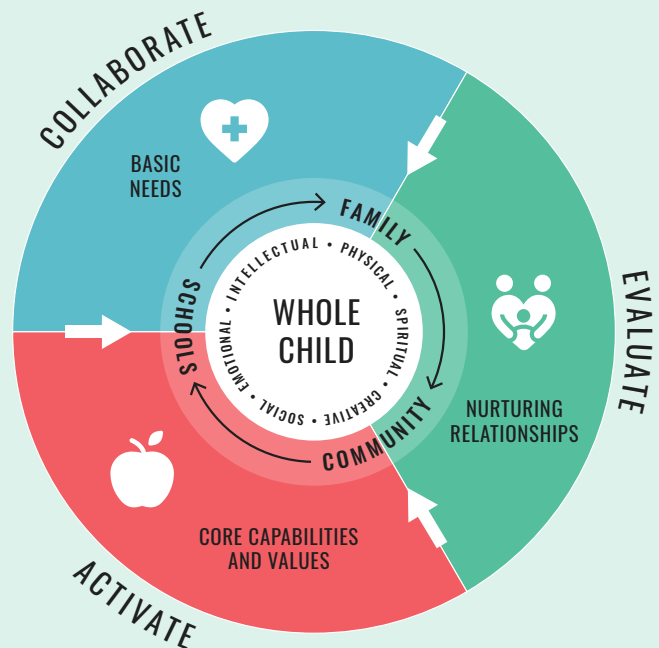 COLLABORATE
BASIC
NEEDS
FAMILY
SCHOOLS
COMMUNITY
INTELLECTUAL • PHYSICAL • SPIRITUAL • CREATIVE • SOCIAL • EMOTIONAL •
WHOLE
CHILD
EVALUATE
NURTURING
RELATIONSHIPS
CORE CAPABILITIES
AND VALUES
ACTIVATE